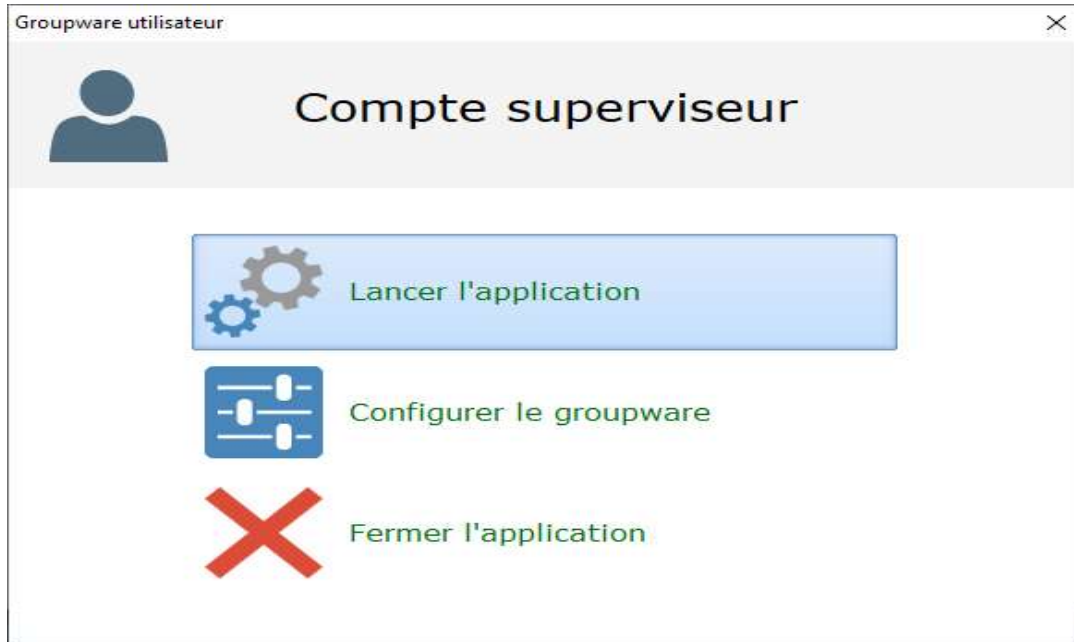 Groupware utilisateur
Compte superviseur
Lancer l'application
Configurer le groupware
Fermer l'application